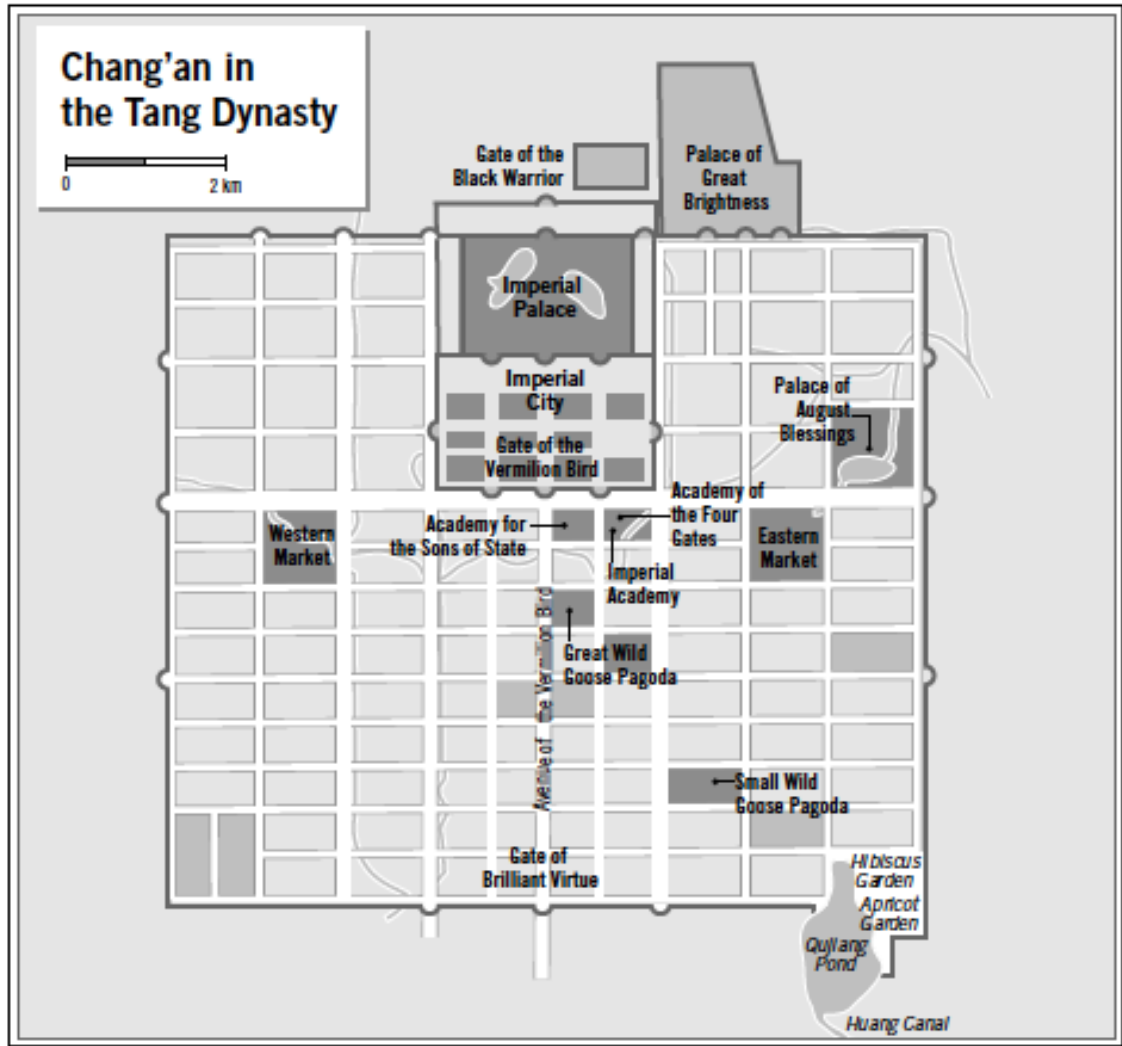 Chang’an in
the Tang Dynasty
0
2 km
Gate of the
Black Warrior
Palace of
Great
Brightness
Imperial
Palace
Imperial
City
Palace of
August
Blessings
Gate of the
Vermilion Bird
Academy of
the Four
Gates
Academy for
the Sons of State
Western
Market
Eastern
Market
Imperial
Academy
Great Wild
Goose Pagoda
Avenue of the Vermilion Bird
Small Wild
Goose Pagoda
Gate of
Brilliant Virtue
Hibiscus
Garden
Apricot
Garden
Qujiang
Pond
Huang Canal